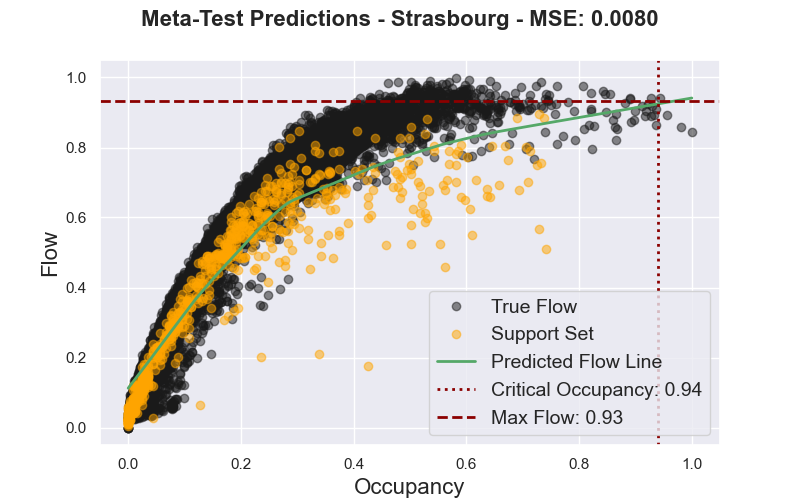 Meta-Test Predictions - Strasbourg - MSE: 0.0080
1.0
0.8
0.6
0.4
0.2
0.0
Flow
True Flow
Support Set
Predicted Flow Line
Critical Occupancy: 0.94
Max Flow: 0.93
0.0 0.2 0.4 0.6 0.8 1.0
Occupancy